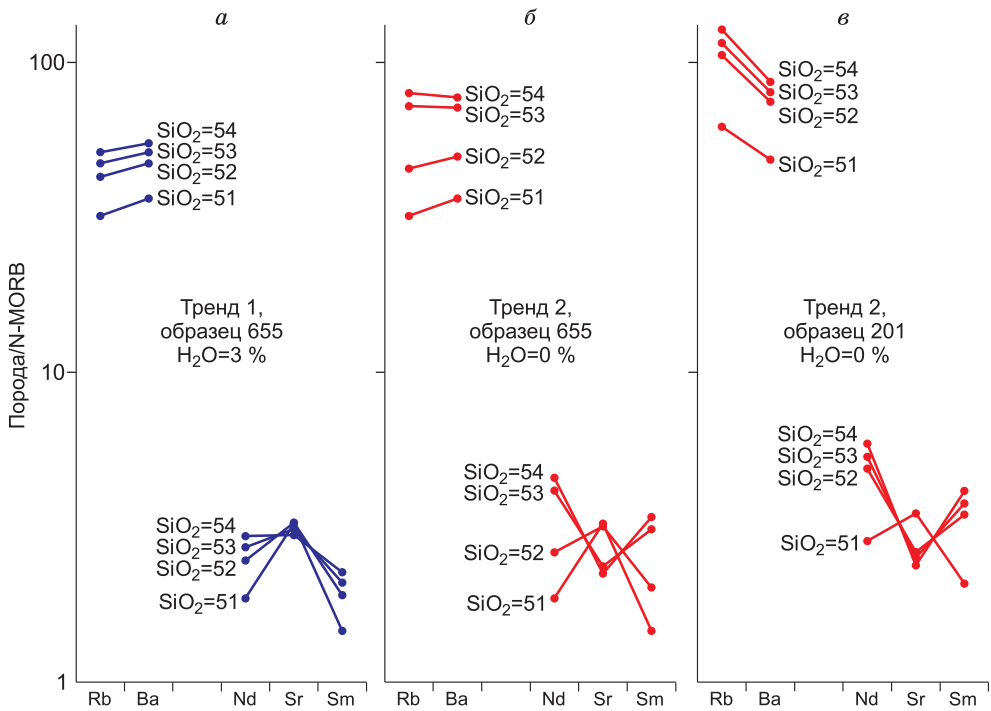 а
б
в
Порода/N-MORB
100
10
1
SiO2=54
SiO2=53
SiO2=52
SiO2=51
Тренд 1,
образец 655
H2O=3 %
SiO2=54
SiO2=53
SiO2=52
SiO2=51
Rb Ba Nd Sr Sm
SiO2=54
SiO2=53
SiO2=52
SiO2=51
Тренд 2,
образец 655
H2O=0 %
SiO2=54
SiO2=53
SiO2=52
SiO2=51
Rb Ba Nd Sr Sm
SiO2=54
SiO2=53
SiO2=52
SiO2=51
Тренд 2,
образец 201
H2O=0 %
SiO2=54
SiO2=53
SiO2=52
SiO2=51
Rb Ba Nd Sr Sm